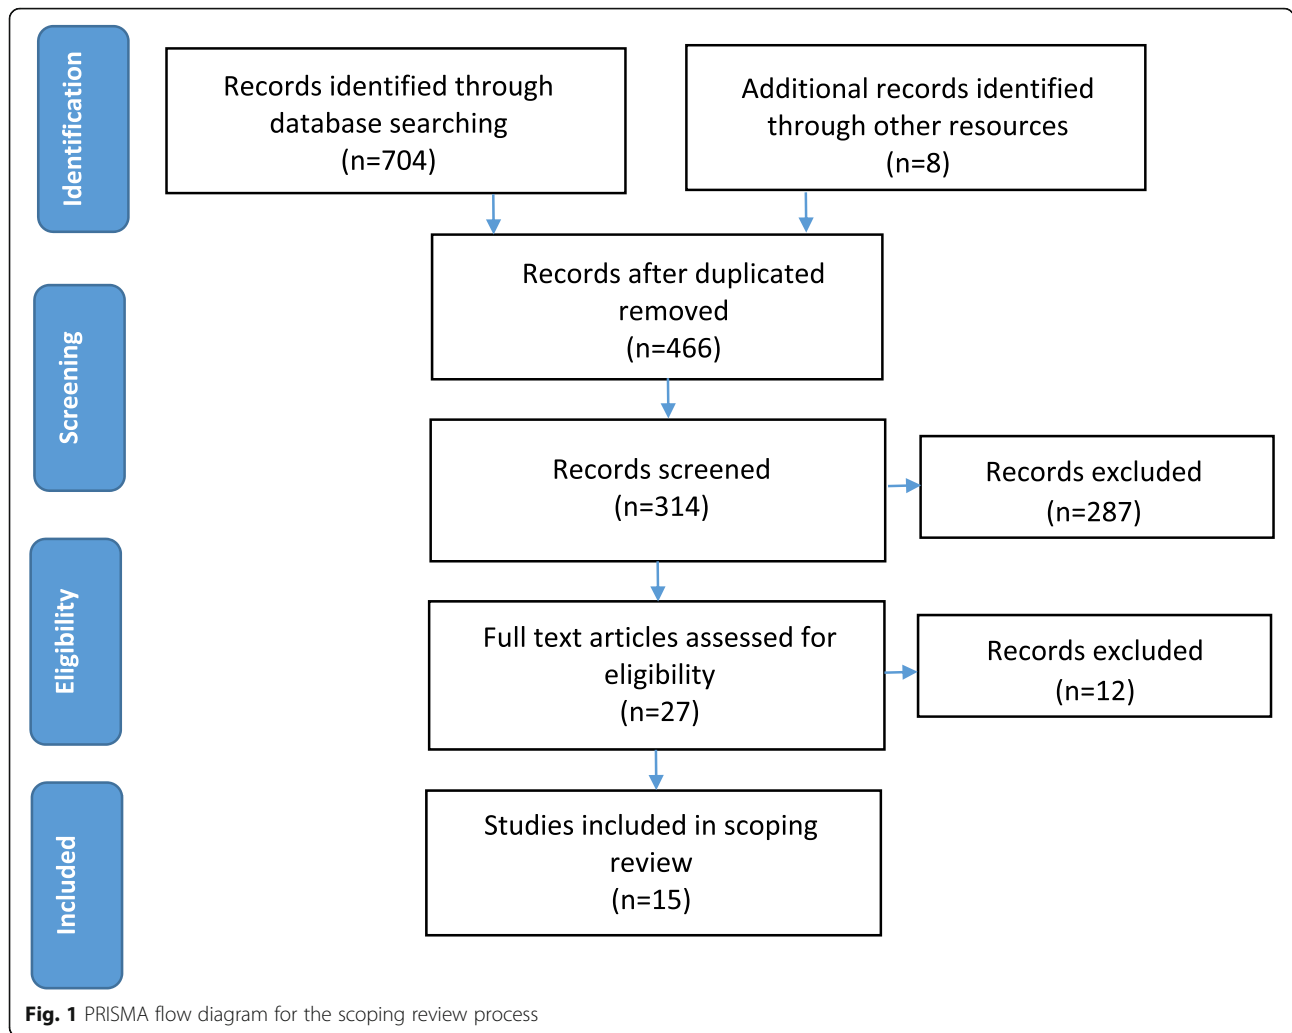 Identification
Records identified through
database searching
(n=704)
Additional records identified
through other resources
(n=8)
Records after duplicated
removed
(n=466)
Screening
Records screened
(n=314)
Records excluded
(n=287)
Eligibility
Full text articles assessed for
eligibility
(n=27)
Records excluded
(n=12)
Included
Studies included in scoping
review
(n=15)
Fig. 1 PRISMA flow diagram for the scoping review process